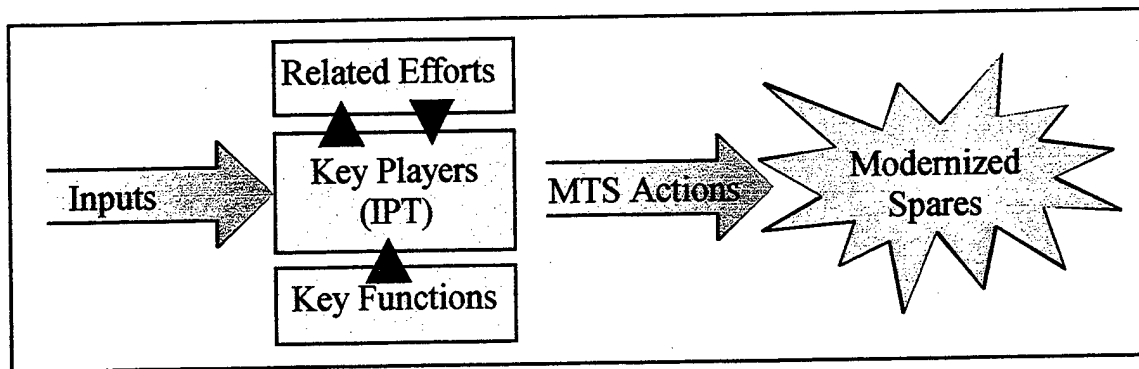 Related Efforts
Inputs
Key Players
(IPT)
Key Functions
MTS Actions
Modernized
Spares